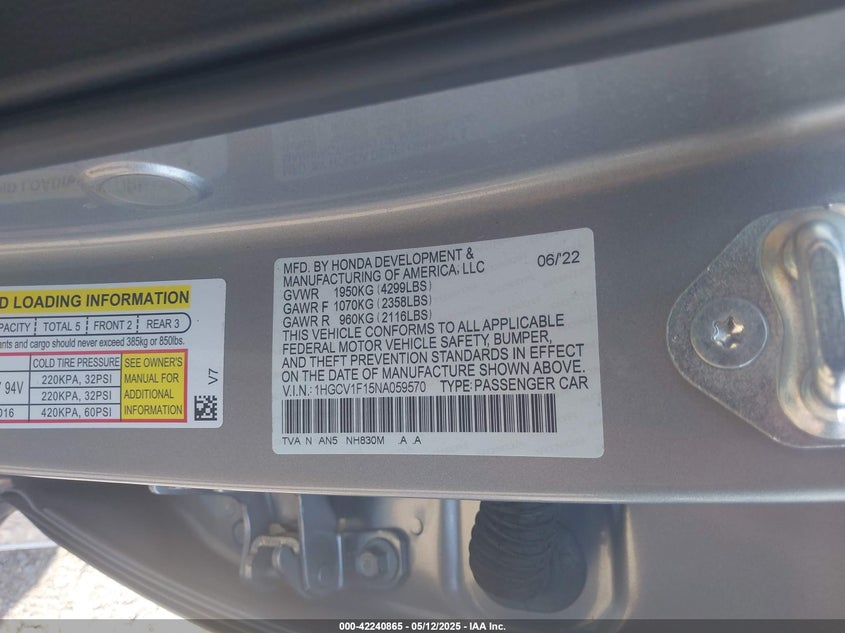 MFD. BY HONDA DEVELOPMENT &
MANUFACTURING OF AMERICA, LLC 06/22
GVWR 1950KG (4299LBS)
GAWR F 1070KG (2358LBS)
GAWR R 960KG (2116LBS)
THIS VEHICLE CONFORMS TO ALL APPLICABLE
FEDERAL MOTOR VEHICLE SAFETY, BUMPER,
AND THEFT PREVENTION STANDARDS IN EFFECT
ON THE DATE OF MANUFACTURE SHOWN ABOVE.
V.I.N.: 1HGCV1F15NA059570 TYPE: PASSENGER CAR
TVA N AN5 NH830M .A .A
D LOADING INFORMATION
PACITY TOTAL 5 FRONT 2 REAR 3
ants and cargo should never exceed 385kg or 850lbs.
COLD TIRE PRESSURE
94V 220KPA, 32PSI
220KPA, 32PSI
D16 420KPA, 60PSI
SEE OWNER'S
MANUAL FOR
ADDITIONAL
INFORMATION
V7
000-42240865 - 05/12/2025 - IAA Inc.